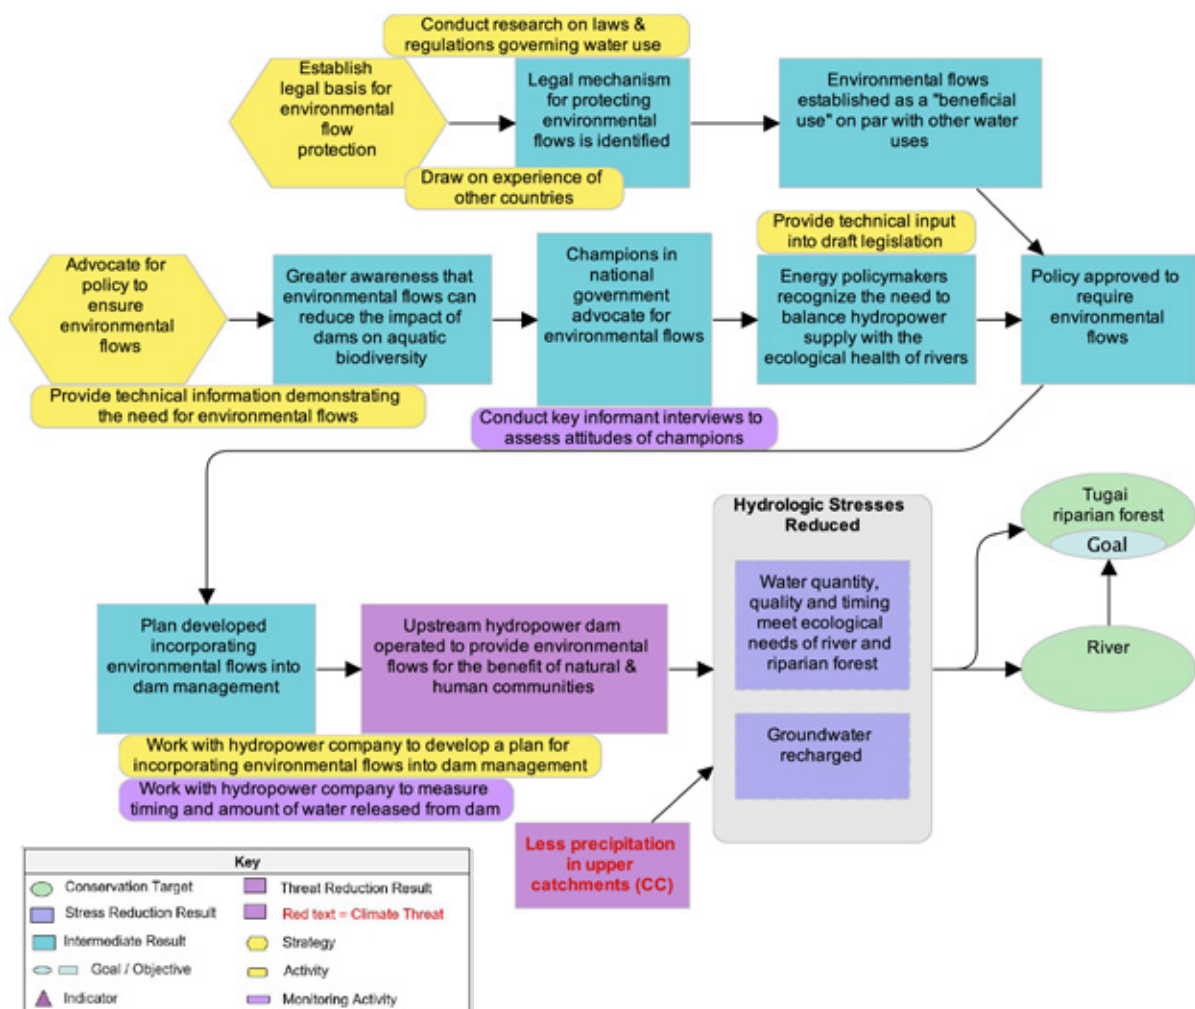 Conduct research on laws &
regulations governing water use
Establish
legal basis for
environmental
flow
protection
Legal mechanism
for protecting
environmental
flows is identified
Environmental flows
established as a "beneficial
use" on par with other water
uses
Draw on experience of
other countries
Provide technical input
into draft legislation
Advocate for
policy to
ensure
environmental
flows
Greater awareness that
environmental flows can
reduce the impact of
dams on aquatic
biodiversity
Champions in
national
government
advocate for
environmental flows
Energy policymakers
recognize the need to
balance hydropower
supply with the
ecological health of rivers
Policy approved to
require
environmental
flows
Provide technical information demonstrating
the need for environmental flows
Conduct key informant interviews to
assess attitudes of champions
Hydrologic Stresses
Reduced
Tugai
riparian forest
Goal
Water quantity,
quality and timing
meet ecological
needs of river and
riparian forest
Plan developed
incorporating
environmental flows into
dam management
Upstream hydropower dam
operated to provide environmental
flows for the benefit of natural &
human communities
River
Groundwater
recharged
Work with hydropower company to develop a plan for
incorporating environmental flows into dam management
Work with hydropower company to measure
timing and amount of water released from dam
Less precipitation
in upper
catchments (CC)
Key
Conservation Target
Threat Reduction Result
Stress Reduction Result
Red text = Climate Threat
Intermediate Result
Strategy
Goal / Objective
Activity
Indicator
Monitoring Activity